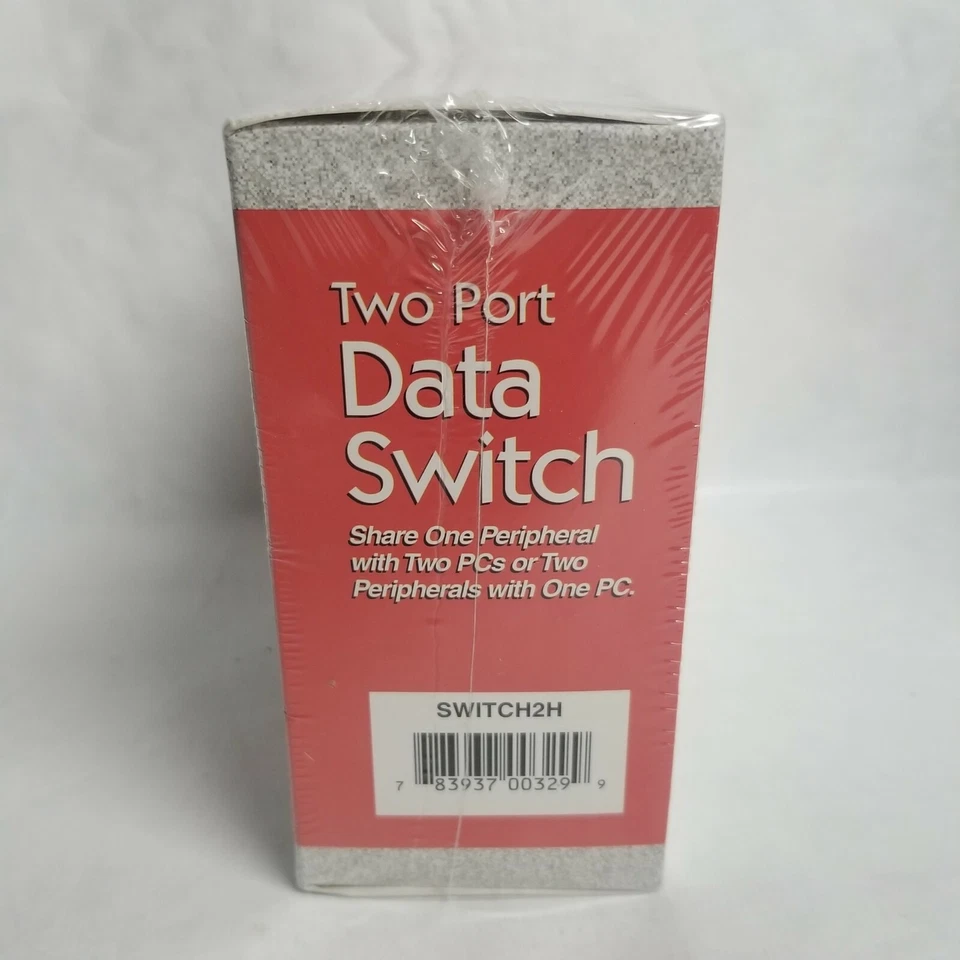 Two Port
Data
Switch
Share One Peripheral
with Two PCs or Two
Peripherals with One PC.
SWITCH2H
7 83937 00329 9